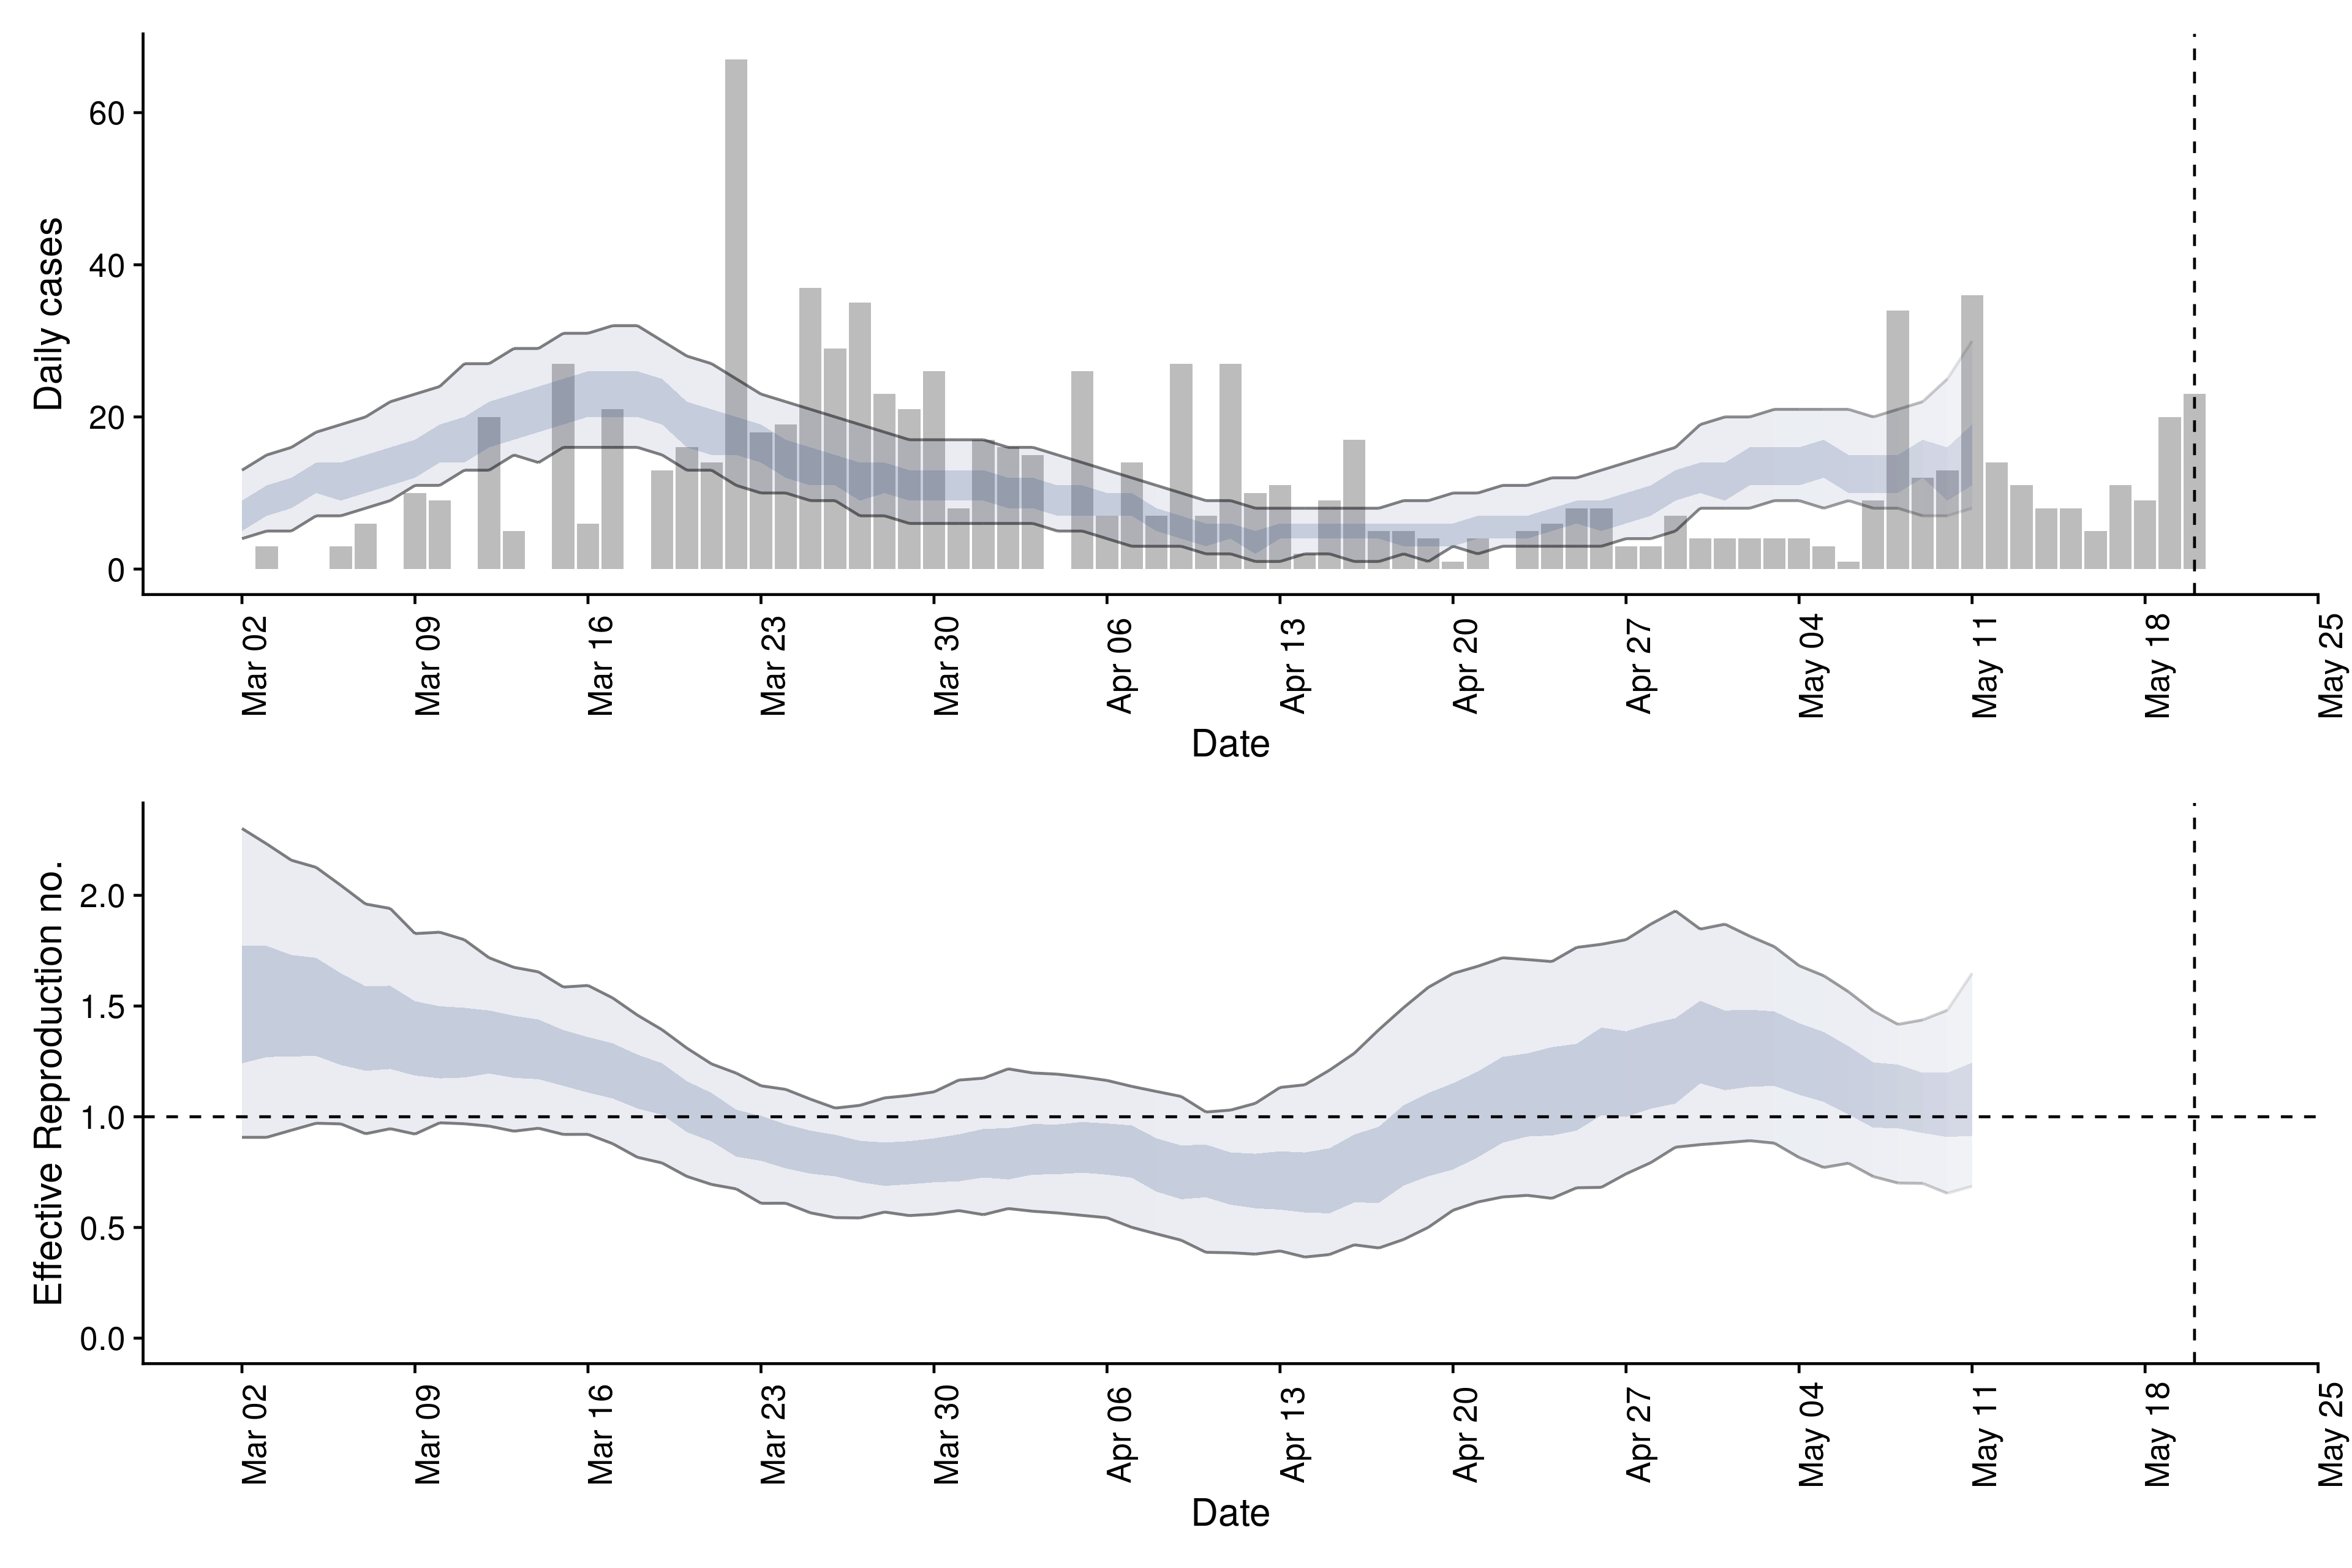 Daily cases
60
40
20
0
Mar 02
Mar 09
Mar 16
Mar 23
Mar 30
Apr 06
Apr 13
Apr 20
Apr 27
May 04
May 11
May 18
May 25
Date
Effective Reproduction no.
2.0
1.5
1.0
0.5
0.0
Mar 02
Mar 09
Mar 16
Mar 23
Mar 30
Apr 06
Apr 13
Apr 20
Apr 27
May 04
May 11
May 18
May 25
Date